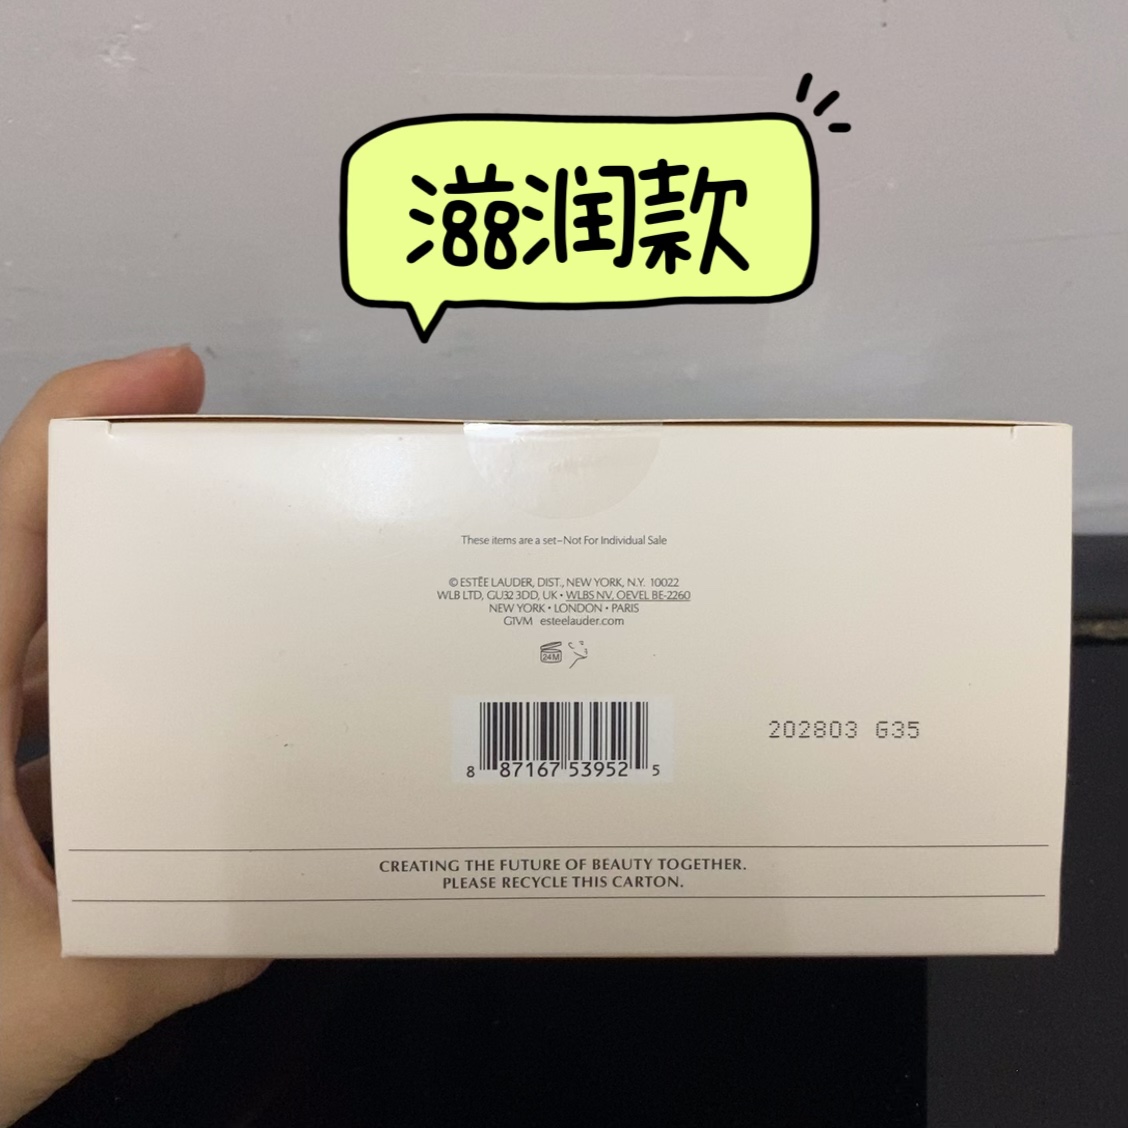 滋润款
These items are a set–Not For Individual Sale
© ESTĒE LAUDER, DIST., NEW YORK, N.Y. 10022
WLB LTD, GU32 3DD, UK • WLBS NV, OEVEL BE-2260
NEW YORK • LONDON • PARIS
G1VM esteelauder.com
24M
202803 G35
8 87167 53952 5
CREATING THE FUTURE OF BEAUTY TOGETHER.
PLEASE RECYCLE THIS CARTON.